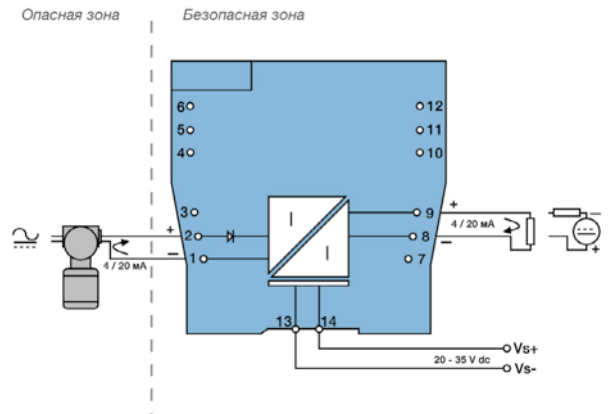 Опасная зона
Безопасная зона
6
12
5
11
4
10
3
+
9
+
2
I
4 / 20 мА
8
4 / 20 мА
I
−
1
−
7
+
13
14
Vs+
20 - 35 V dc
Vs-